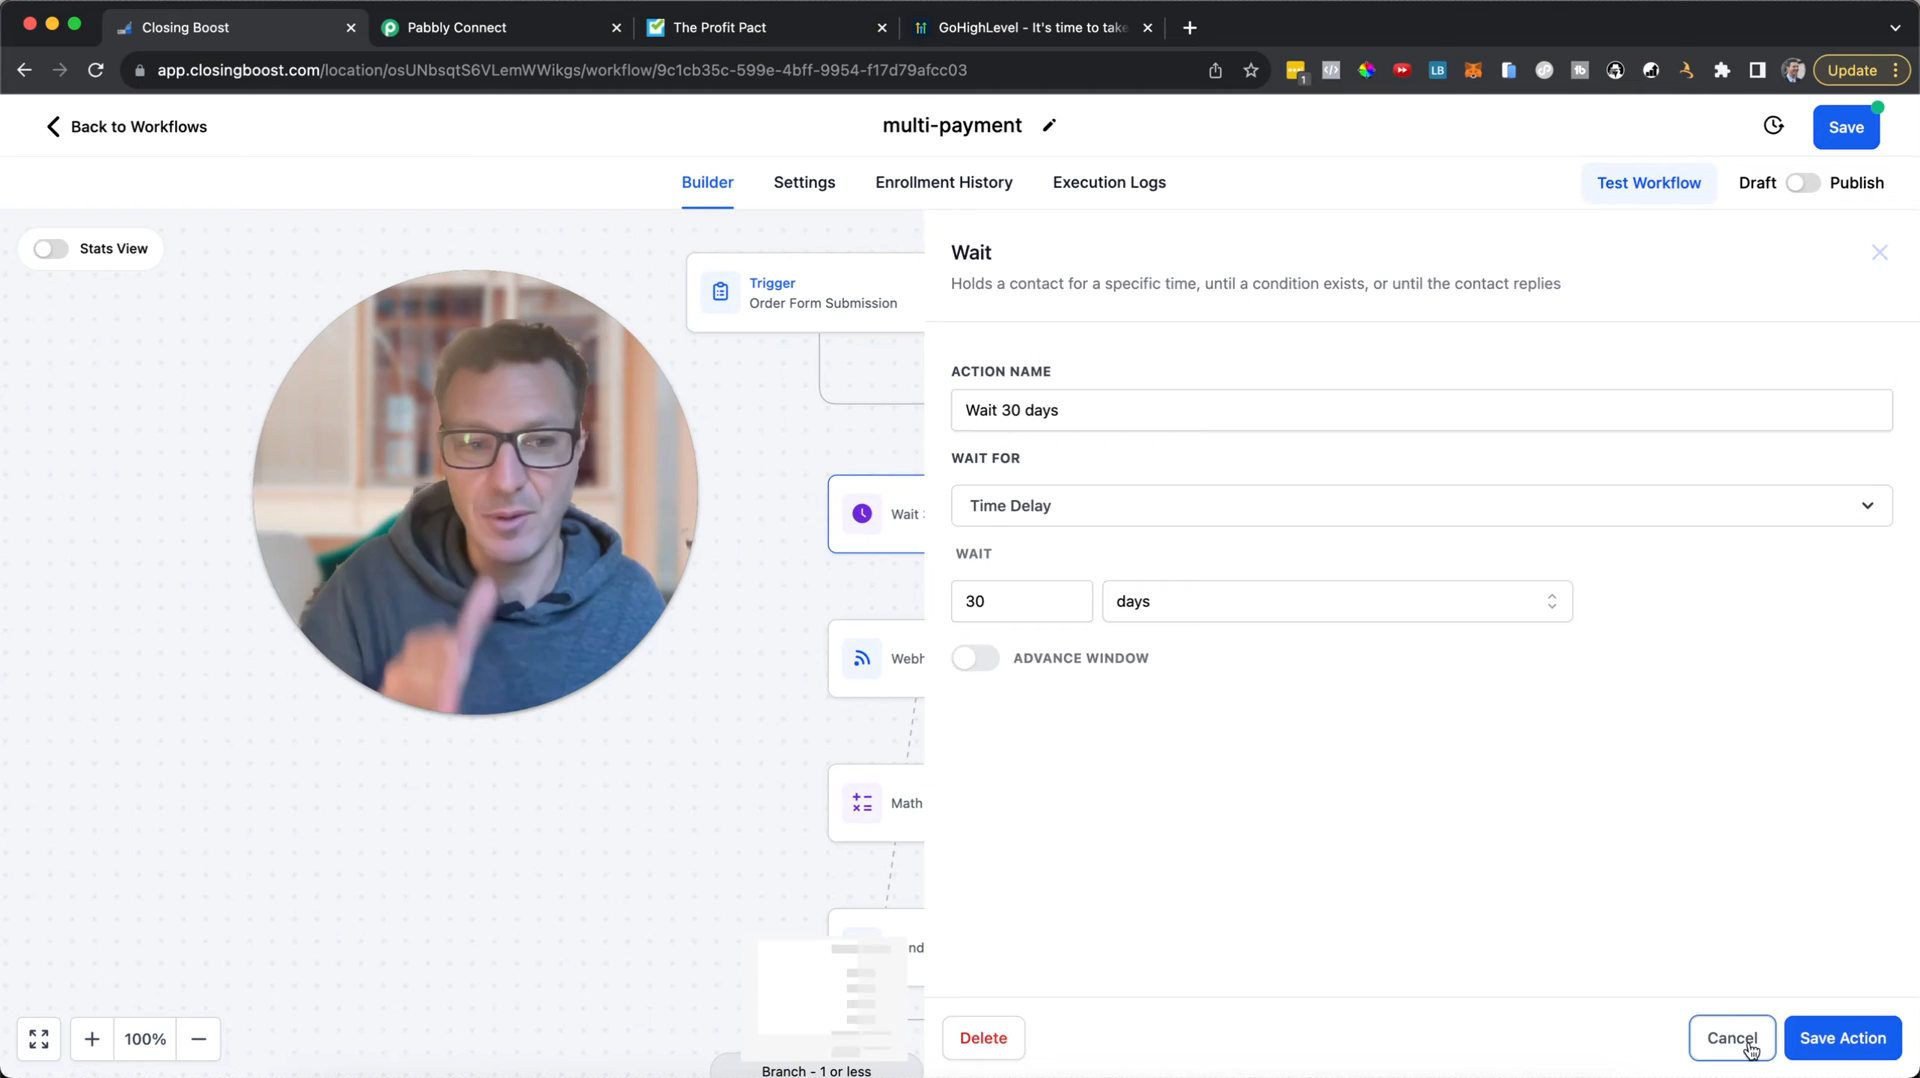 Closing Boost
Pabbly Connect
The Profit Pact
GoHighLevel - It's time to take
app.closingboost.com/location/osUNbsqtS6VLemWWikgs/workflow/9c1cb35c-599e-4bff-9954-f17d79afcc03
1
LB
Update
Back to Workflows
multi-payment
Save
Builder
Settings
Enrollment History
Execution Logs
Test Workflow
Draft
Publish
Stats View
Trigger
Order Form Submission
Wait
Webh
Math
nd
Branch - 1 or less
100%
Wait
Holds a contact for a specific time, until a condition exists, or until the contact replies
ACTION NAME
Wait 30 days
WAIT FOR
Time Delay
WAIT
30
days
ADVANCE WINDOW
Delete
Cancel
Save Action